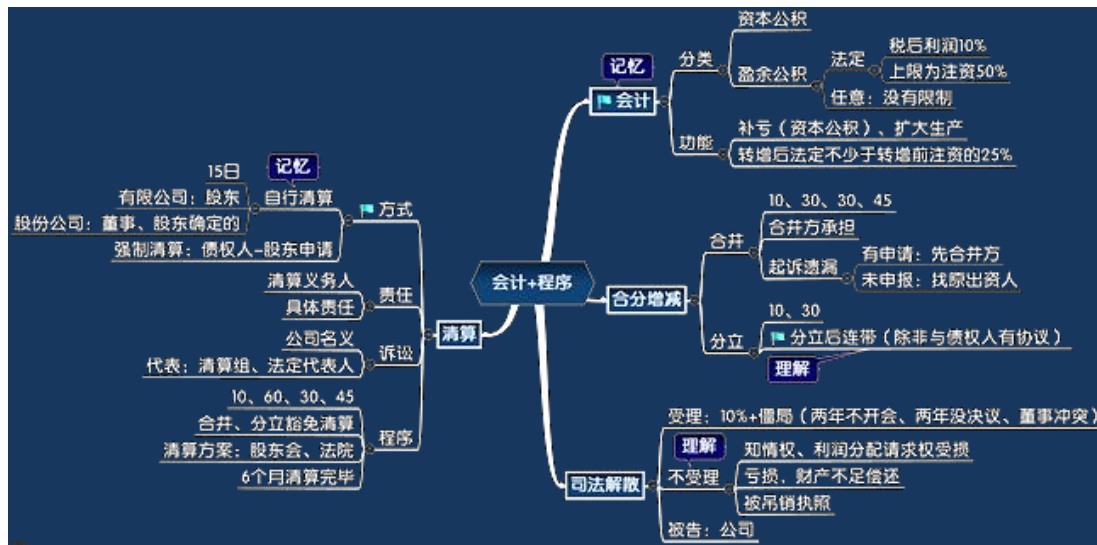 会计+程序
记忆
会计
分类
资本公积
盈余公积
法定
税后利润10%
上限为注资50%
任意：没有限制
功能
补亏（资本公积）、扩大生产
转增后法定不少于转增前注资的25%
合分增减
合并
10、30、30、45
合并方承担
起诉遗漏
有申请：先合并方
未申报：找原出资人
分立
10、30
分立后连带（除非与债权人有协议）
理解
司法解散
受理：10%+僵局（两年不开会、两年没决议、董事冲突）
理解
不受理
知情权、利润分配请求权受损
亏损，财产不足偿还
被吊销执照
被告：公司
清算
方式
记忆
自行清算
15日
有限公司：股东
股份公司：董事、股东确定的
强制清算：债权人-股东申请
责任
清算义务人
具体责任
诉讼
公司名义
代表：清算组、法定代表人
程序
10、60、30、45
合并、分立豁免清算
清算方案：股东会、法院
6个月清算完毕